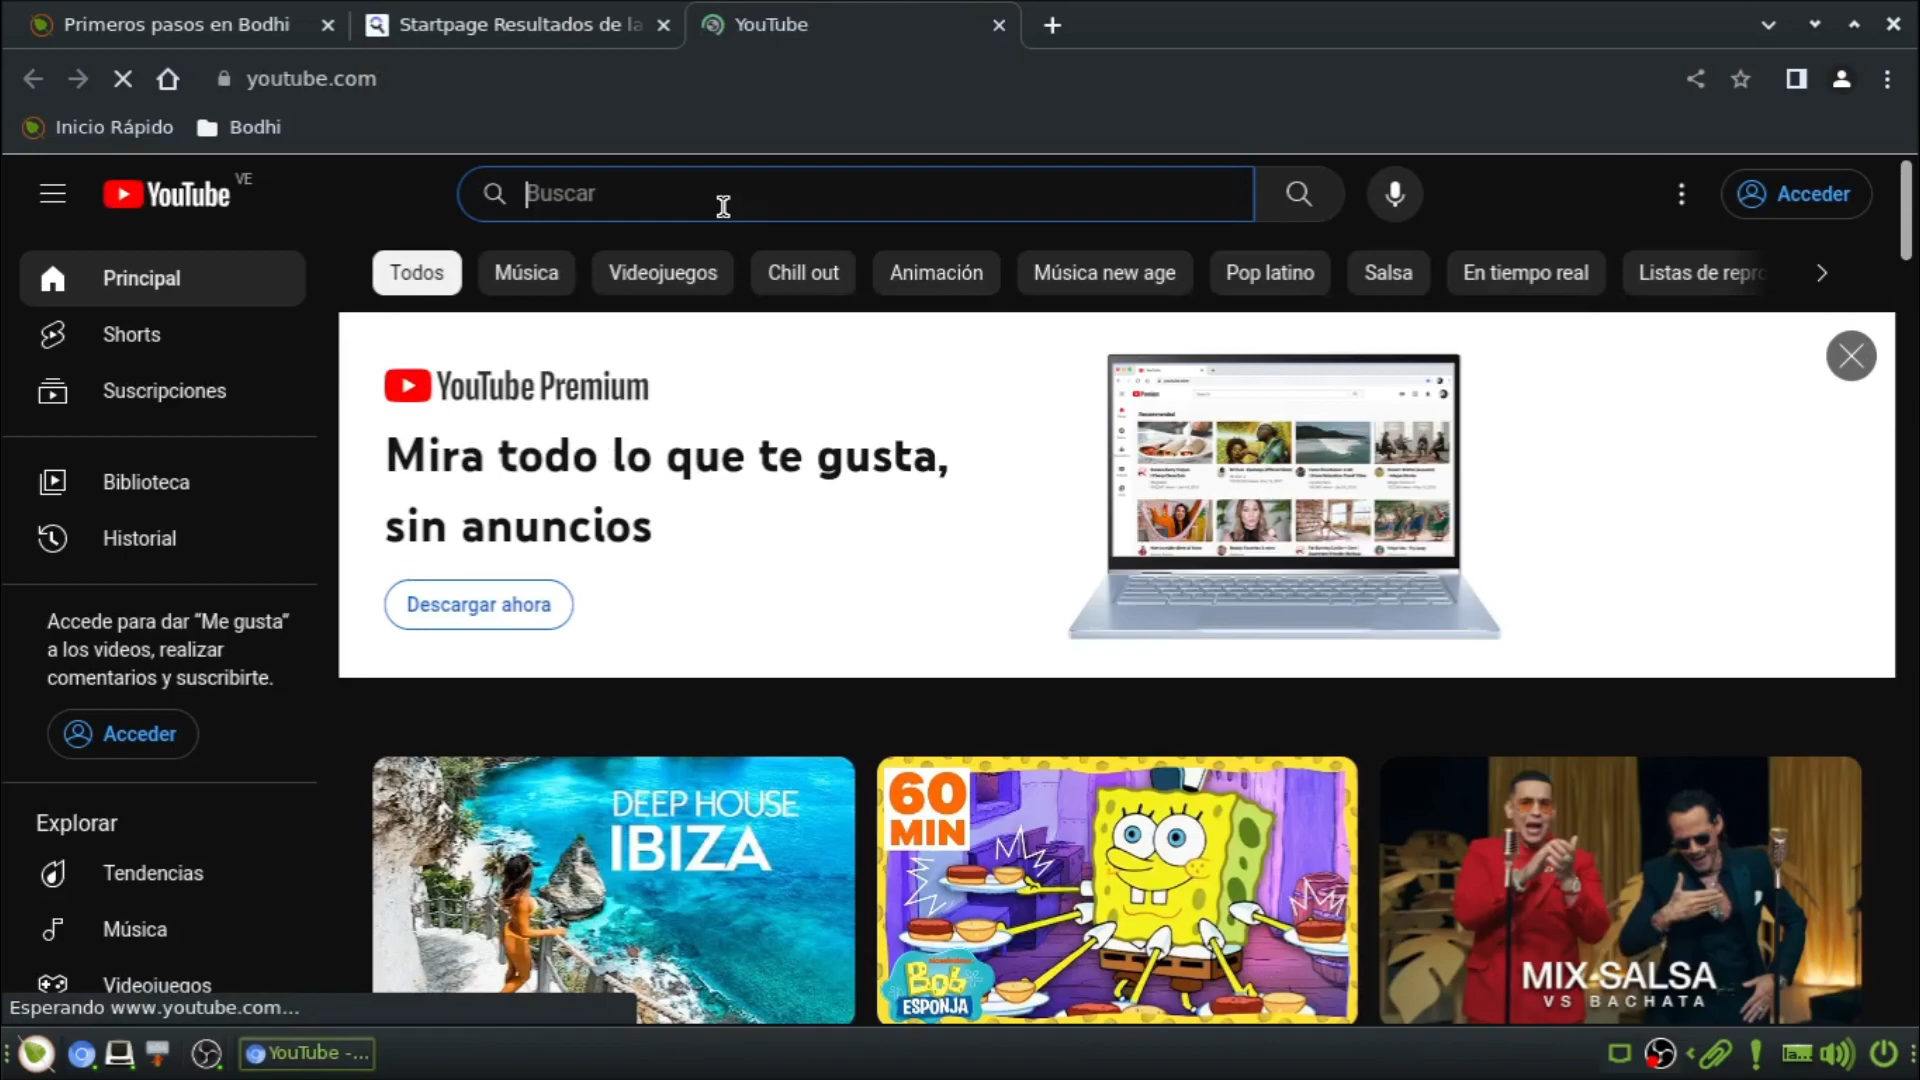 Primeros pasos en Bodhi
Startpage Resultados de la
YouTube
youtube.com
Inicio Rápido
Bodhi
YouTube VE
Buscar
Acceder
Principal
Shorts
Suscripciones
Biblioteca
Historial
Accede para dar “Me gusta”
a los videos, realizar
comentarios y suscribirte.
Acceder
Explorar
Tendencias
Música
Videojuegos
Todos
Música
Videojuegos
Chill out
Animación
Música new age
Pop latino
Salsa
En tiempo real
Listas de repro
YouTube Premium
Mira todo lo que te gusta,
sin anuncios
Descargar ahora
DEEP HOUSE
IBIZA
60
MIN
nickelodeon
Bob
ESPONJA
MIX SALSA
VS BACHATA
Esperando www.youtube.com...
YouTube -...